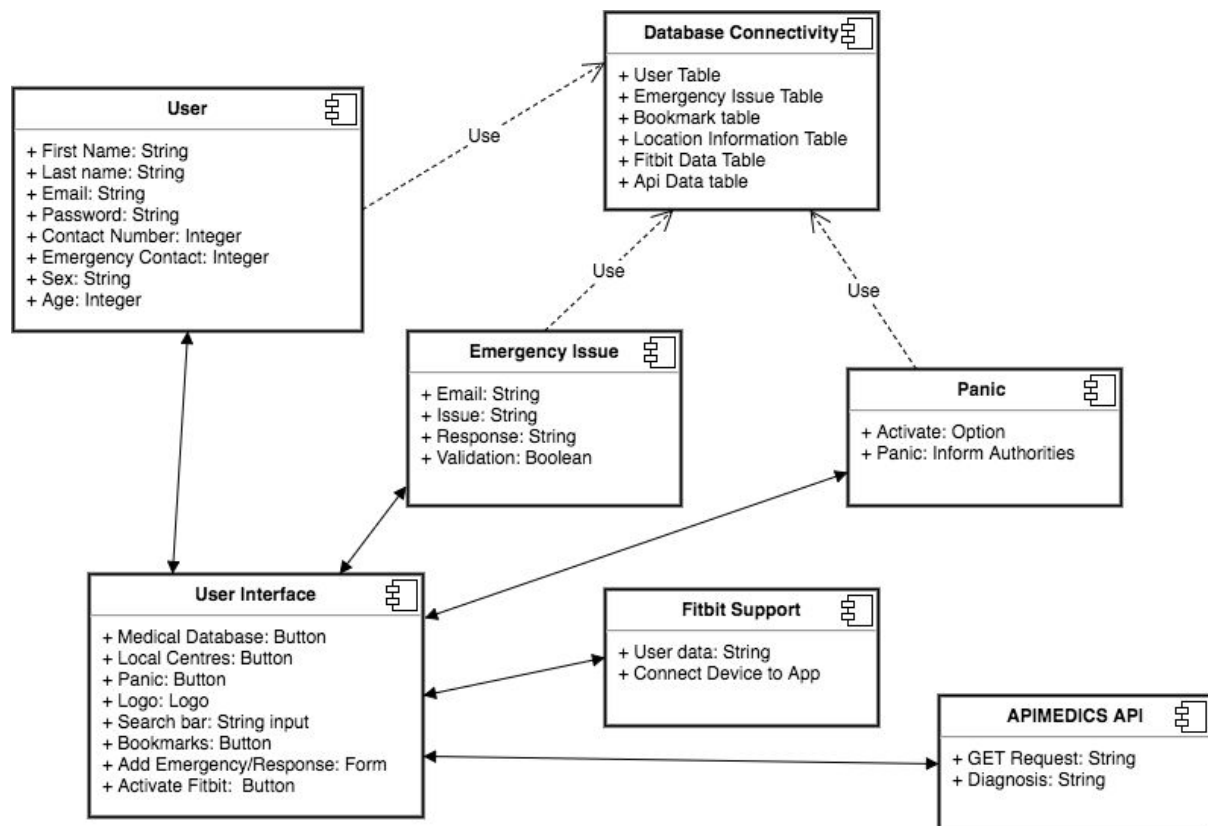 Database Connectivity
+ User Table
+ Emergency Issue Table
+ Bookmark table
+ Location Information Table
+ Fitbit Data Table
+ Api Data table
User
+ First Name: String
+ Last name: String
+ Email: String
+ Password: String
+ Contact Number: Integer
+ Emergency Contact: Integer
+ Sex: String
+ Age: Integer
Use
Use
Use
Emergency Issue
+ Email: String
+ Issue: String
+ Response: String
+ Validation: Boolean
Panic
+ Activate: Option
+ Panic: Inform Authorities
User Interface
+ Medical Database: Button
+ Local Centres: Button
+ Panic: Button
+ Logo: Logo
+ Search bar: String input
+ Bookmarks: Button
+ Add Emergency/Response: Form
+ Activate Fitbit: Button
Fitbit Support
+ User data: String
+ Connect Device to App
APIMEDICS API
+ GET Request: String
+ Diagnosis: String